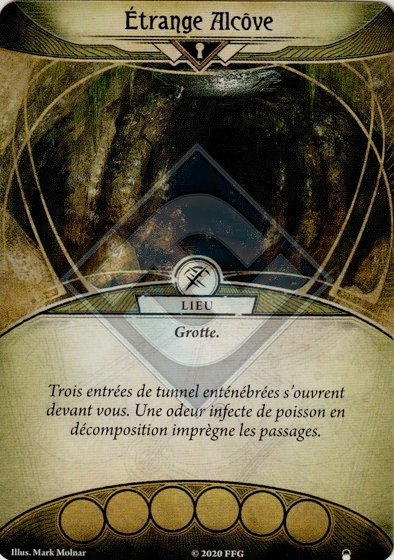 Étrange Alcôve
LIEU
Grotte.
Trois entrées de tunnel enténébrées s'ouvrent
devant vous. Une odeur infecte de poisson en
décomposition imprègne les passages.
Illus. Mark Molnar
© 2020 FFG